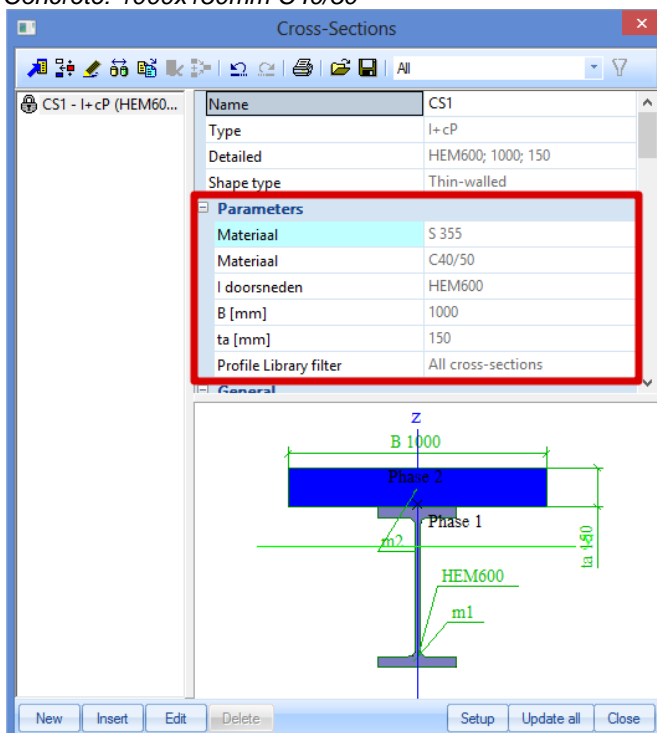 Cross-Sections
All
CS1 - I+cP (HEM60...
Name CS1
Type I+cP
Detailed HEM600; 1000; 150
Shape type Thin-walled
Parameters
Materiaal S 355
Materiaal C40/50
I doorsneden HEM600
B [mm] 1000
ta [mm] 150
Profile Library filter All cross-sections
General
z
B 1000
Phase 2
Phase 1
m2
ta 150
HEM600
m1
New Insert Edit Delete Setup Update all Close